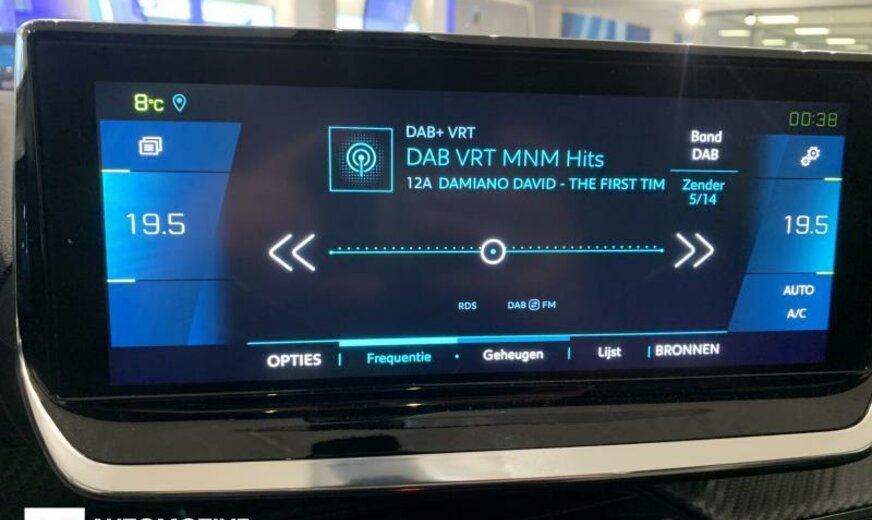 8°C
00:38
DAB+ VRT
DAB VRT MNM Hits
12A DAMIANO DAVID - THE FIRST TIM
Band
DAB
Zender
5/14
19.5
19.5
AUTO
A/C
RDS
DAB FM
OPTIES
Frequentie
Geheugen
Lijst
BRONNEN
AUTOMOTIVE